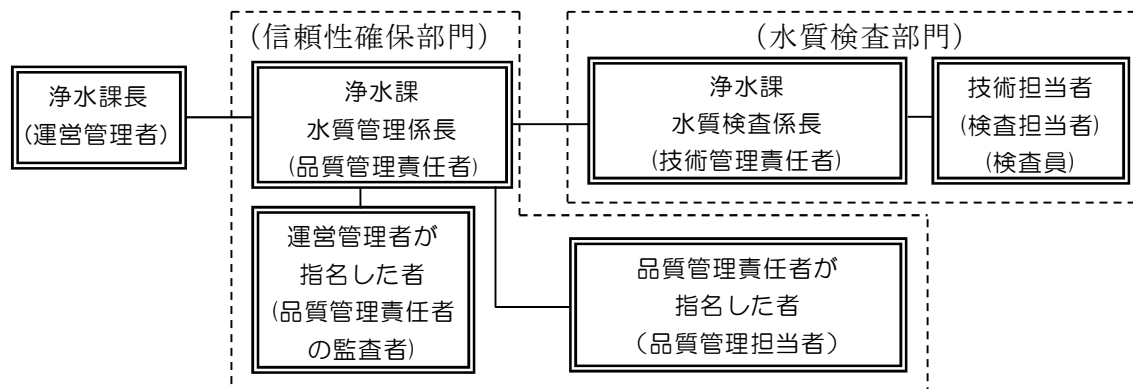 (信頼性確保部門)
(水質検査部門)
浄水課長
(運営管理者)
浄水課
水質管理係長
(品質管理責任者)
浄水課
水質検査係長
(技術管理責任者)
技術担当者
(検査担当者)
(検査員)
運営管理者が
指名した者
(品質管理責任者
の監査者)
品質管理責任者が
指名した者
（品質管理担当者）